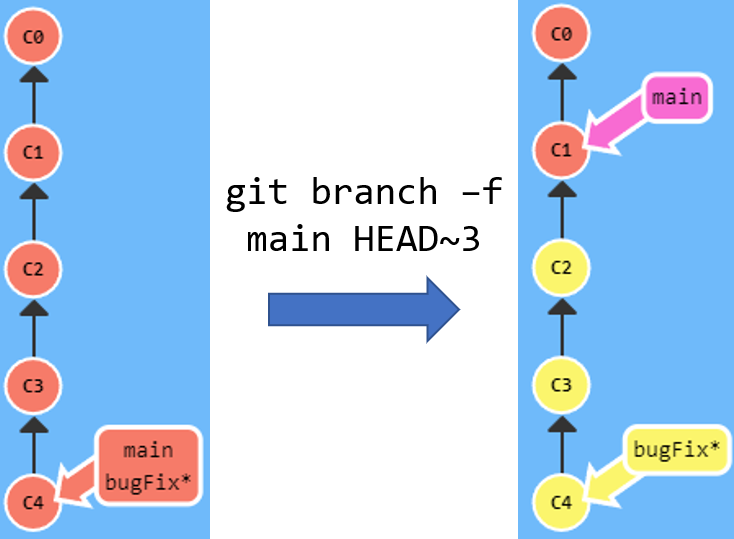 C0
C1
C2
C3
C4
main
bugFix*
git branch –f
main HEAD~3
C0
main
C1
C2
C3
bugFix*
C4